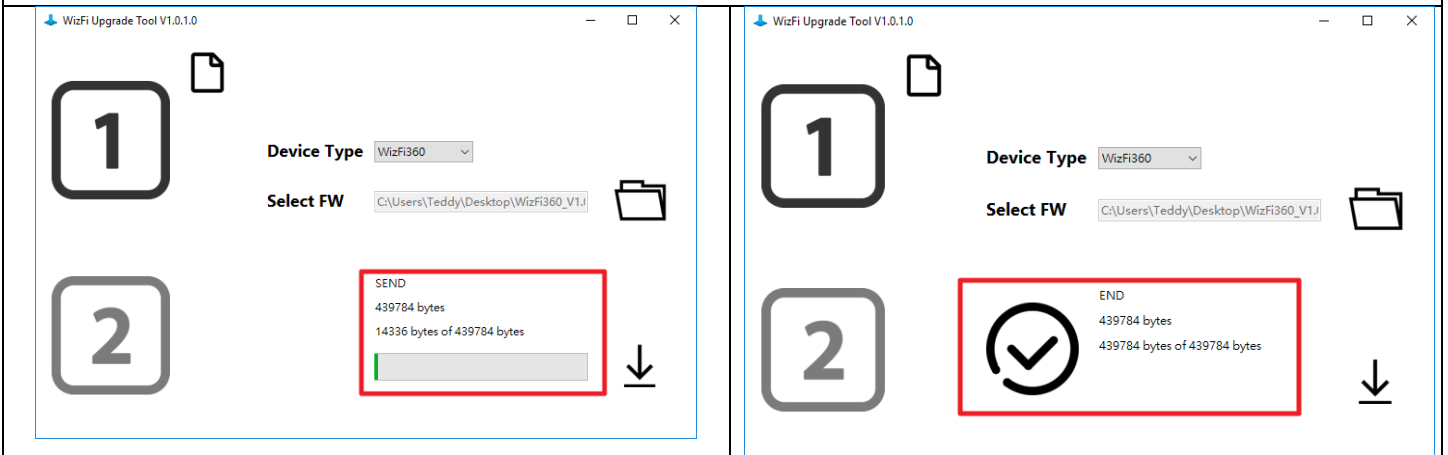 WizFi Upgrade Tool V1.0.1.0
1
Device Type WizFi360
Select FW C:\Users\Teddy\Desktop\WizFi360_V1.
2
SEND
439784 bytes
14336 bytes of 439784 bytes
WizFi Upgrade Tool V1.0.1.0
1
Device Type WizFi360
Select FW C:\Users\Teddy\Desktop\WizFi360_V1.
2
END
439784 bytes
439784 bytes of 439784 bytes